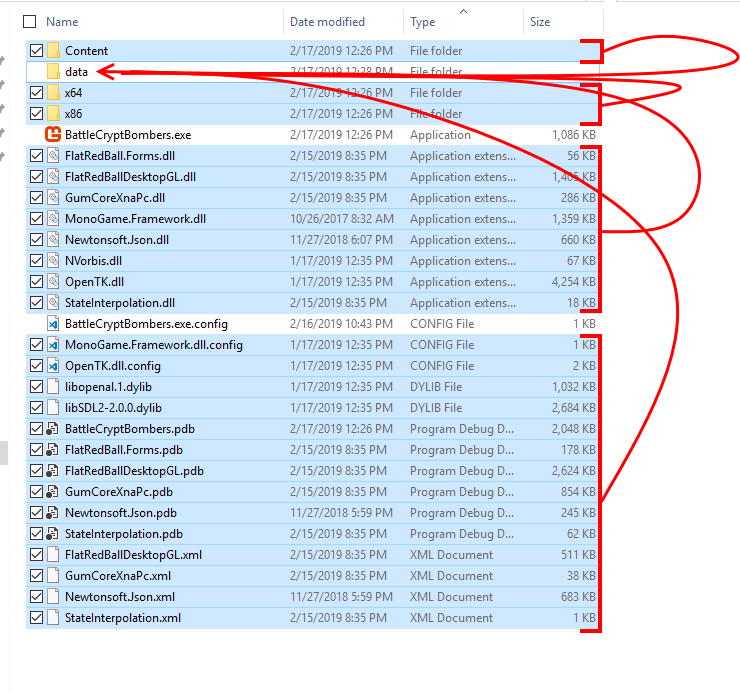 Name Date modified Type Size
Content 2/17/2019 12:26 PM File folder
data 2/17/2019 12:28 PM File folder
x64 2/17/2019 12:26 PM File folder
x86 2/17/2019 12:26 PM File folder
BattleCryptBombers.exe 2/17/2019 12:26 PM Application 1,086 KB
FlatRedBall.Forms.dll 2/15/2019 8:35 PM Application extens... 56 KB
FlatRedBallDesktopGL.dll 2/15/2019 8:35 PM Application extens... 1,405 KB
GumCoreXnaPc.dll 2/15/2019 8:35 PM Application extens... 286 KB
MonoGame.Framework.dll 10/26/2017 8:32 AM Application extens... 1,359 KB
Newtonsoft.Json.dll 11/27/2018 6:07 PM Application extens... 660 KB
NVorbis.dll 1/17/2019 12:35 PM Application extens... 67 KB
OpenTK.dll 1/17/2019 12:35 PM Application extens... 4,254 KB
StateInterpolation.dll 2/15/2019 8:35 PM Application extens... 18 KB
BattleCryptBombers.exe.config 2/16/2019 10:43 PM CONFIG File 1 KB
MonoGame.Framework.dll.config 1/17/2019 12:35 PM CONFIG File 1 KB
OpenTK.dll.config 1/17/2019 12:35 PM CONFIG File 2 KB
libopenal.1.dylib 1/17/2019 12:35 PM DYLIB File 1,032 KB
libSDL2-2.0.0.dylib 1/17/2019 12:35 PM DYLIB File 2,684 KB
BattleCryptBombers.pdb 2/17/2019 12:26 PM Program Debug D... 2,048 KB
FlatRedBall.Forms.pdb 2/15/2019 8:35 PM Program Debug D... 178 KB
FlatRedBallDesktopGL.pdb 2/15/2019 8:35 PM Program Debug D... 2,624 KB
GumCoreXnaPc.pdb 2/15/2019 8:35 PM Program Debug D... 854 KB
Newtonsoft.Json.pdb 11/27/2018 5:59 PM Program Debug D... 245 KB
StateInterpolation.pdb 2/15/2019 8:35 PM Program Debug D... 62 KB
FlatRedBallDesktopGL.xml 2/15/2019 8:35 PM XML Document 511 KB
GumCoreXnaPc.xml 2/15/2019 8:35 PM XML Document 38 KB
Newtonsoft.Json.xml 11/27/2018 5:59 PM XML Document 683 KB
StateInterpolation.xml 2/15/2019 8:35 PM XML Document 1 KB